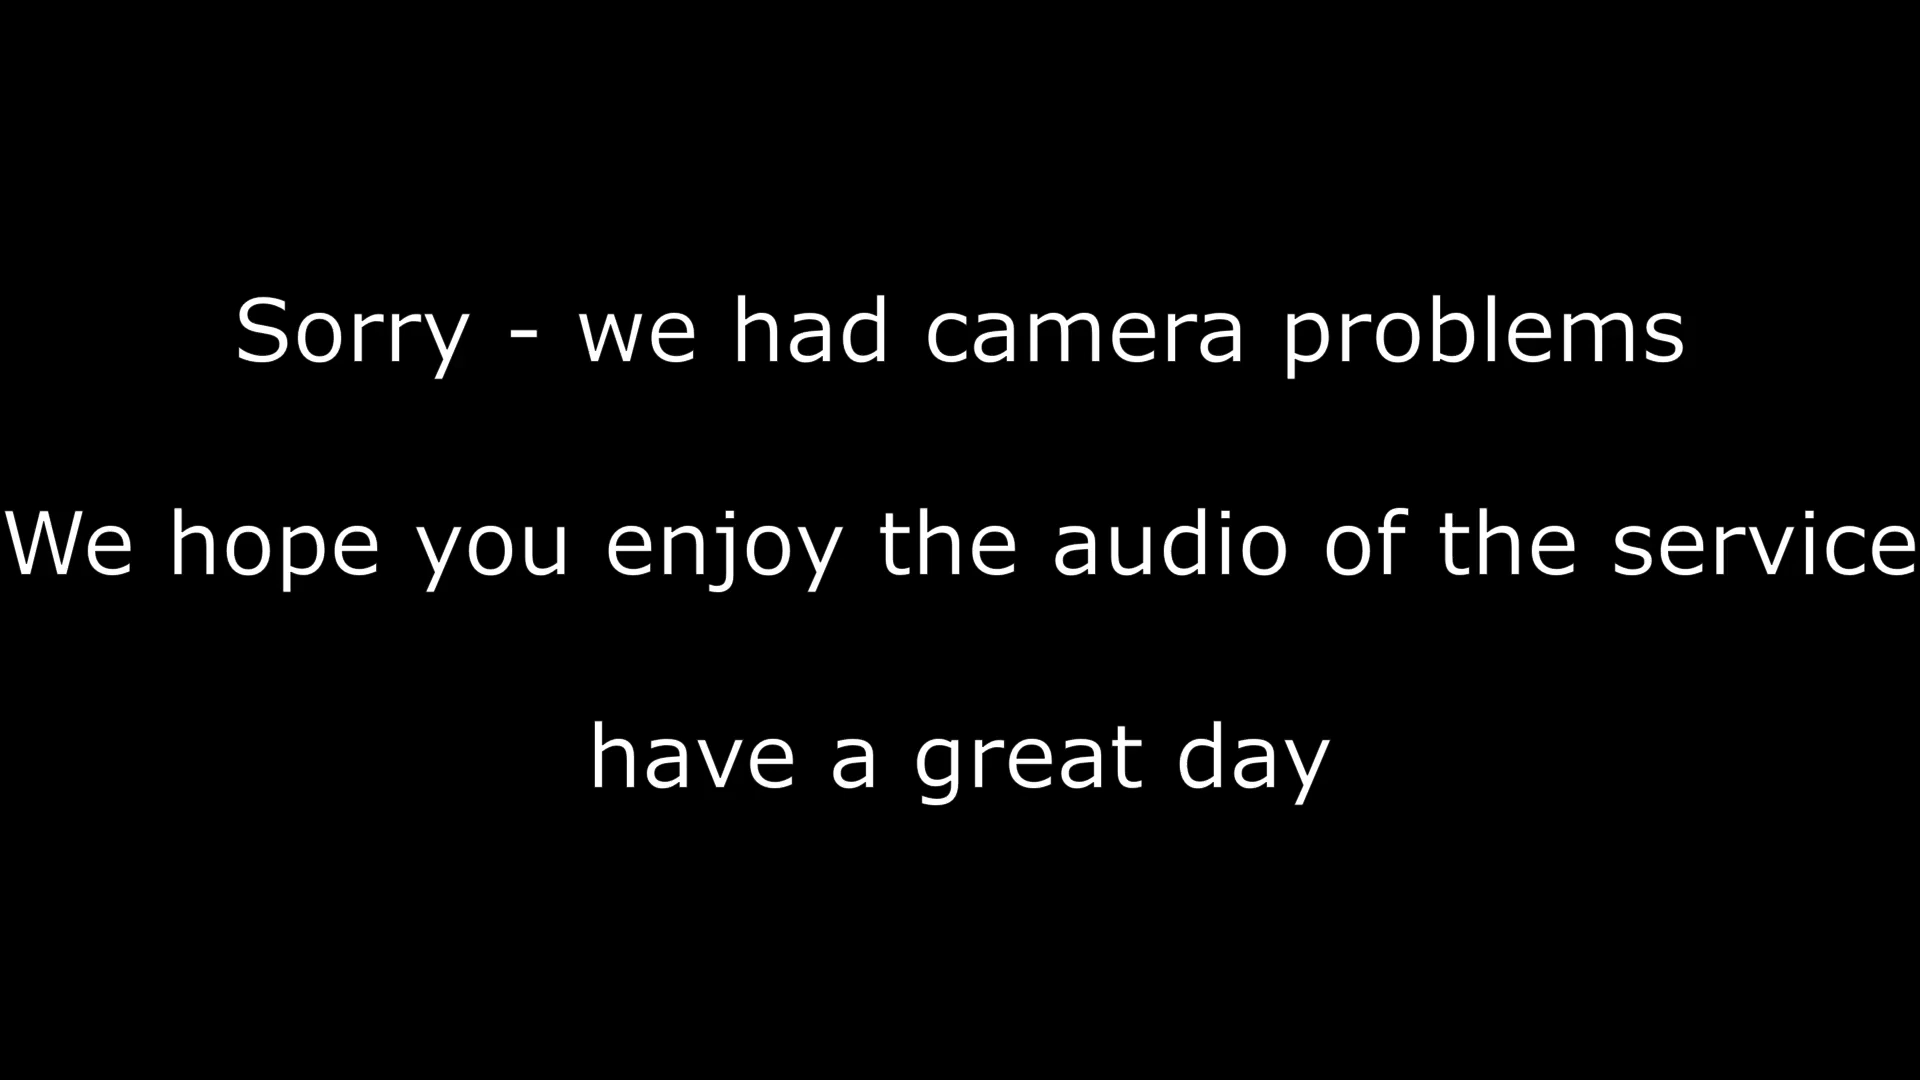 Sorry - we had camera problems
We hope you enjoy the audio of the service
have a great day